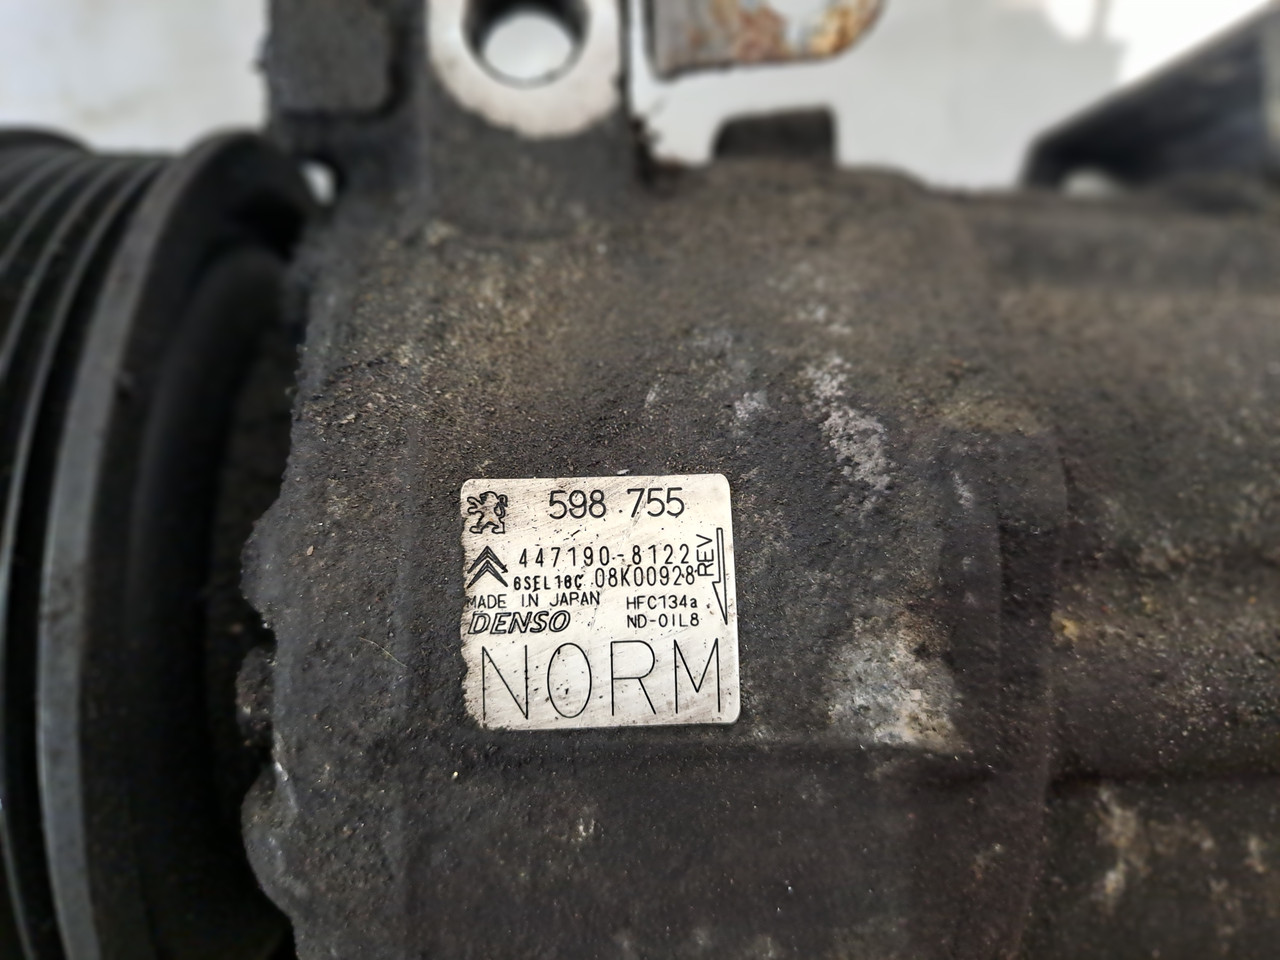 598 755
447190-8122
REV
6SEL16C 08K00928
MADE IN JAPAN HFC134a
DENSO ND-OIL8
NORM